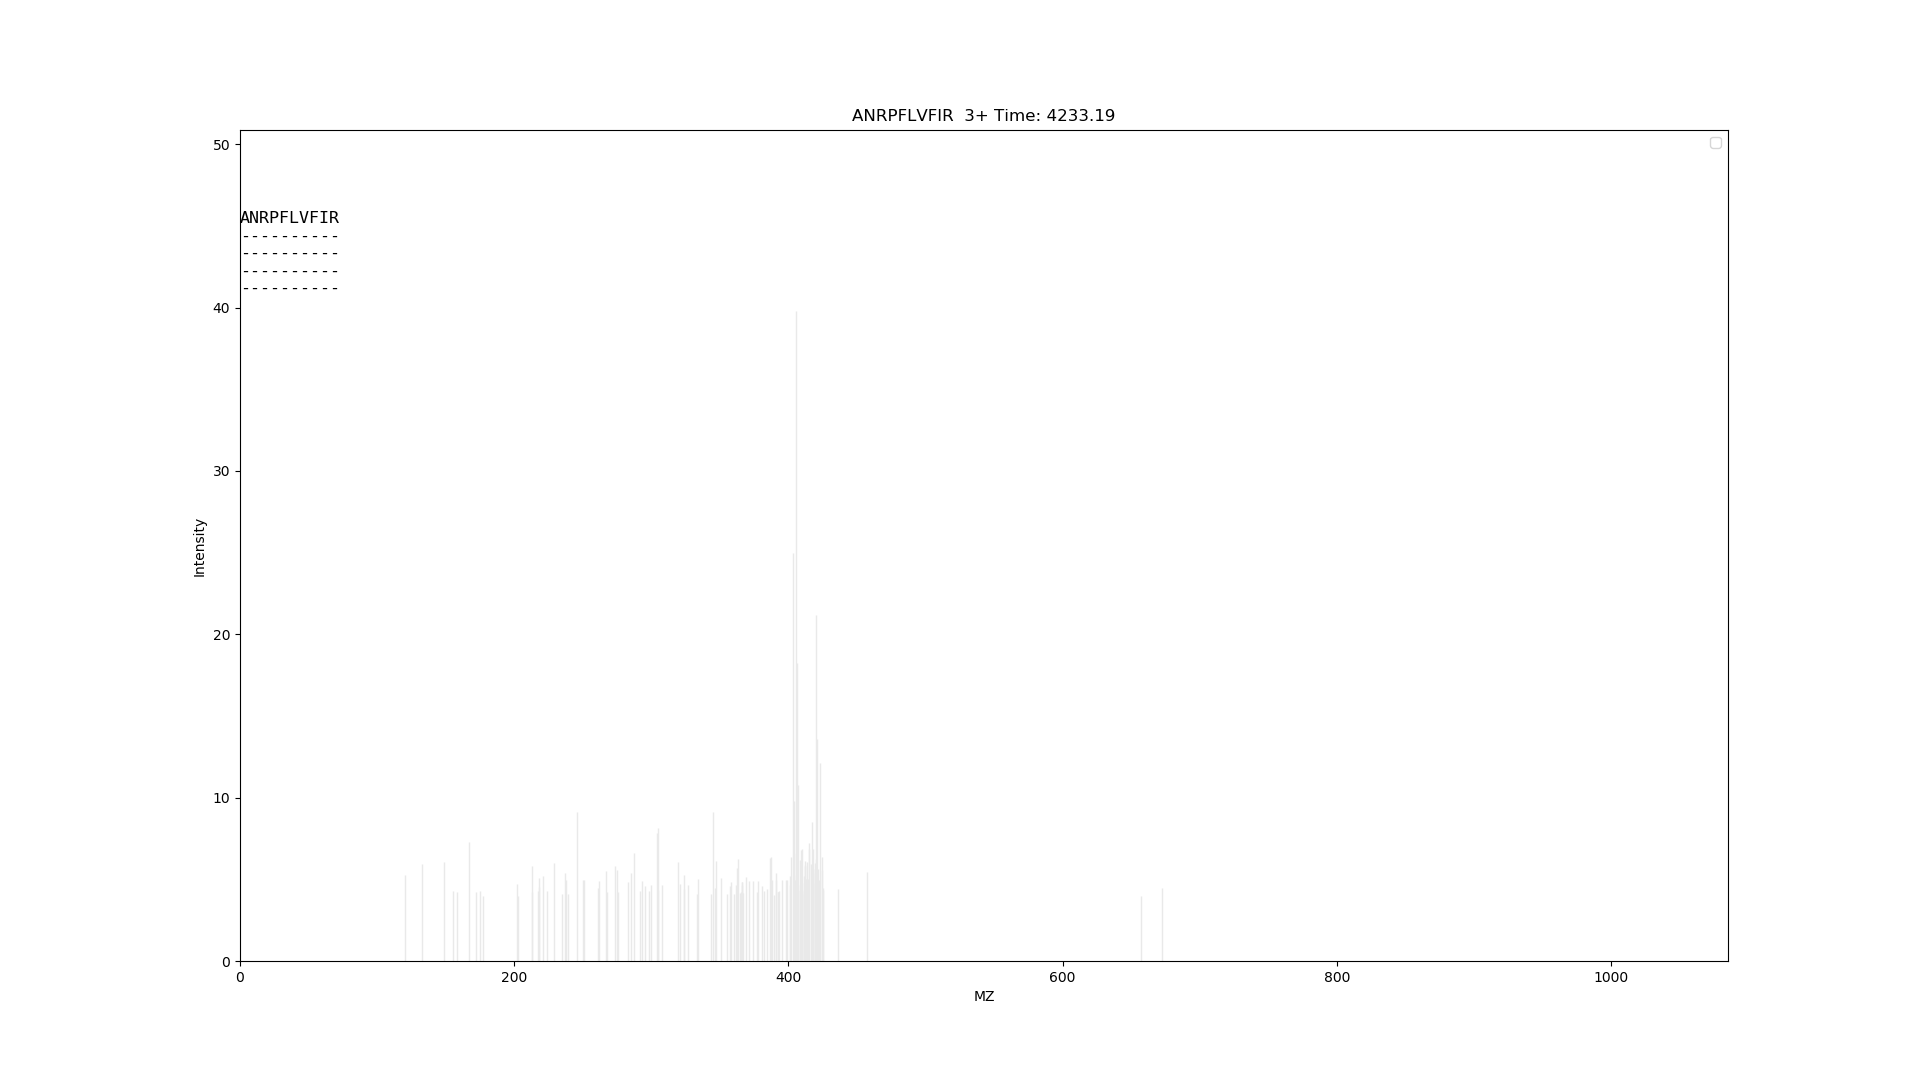 ANRPFLVFIR  3+ Time: 4233.19
50
ANRPFLVFIR
----------
----------
----------
----------
40
30
Intensity
20
10
0
0 200 400 600 800 1000
MZ